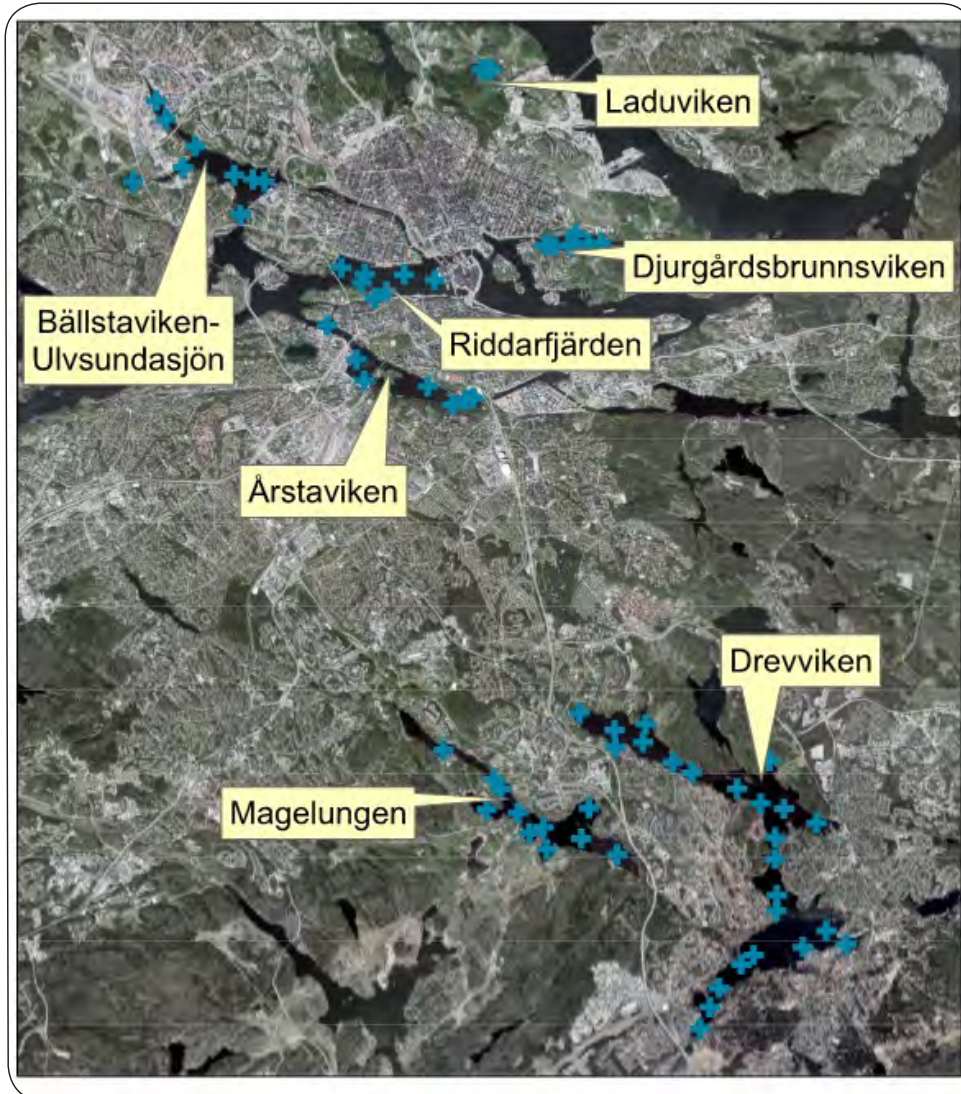 Laduviken
Djurgårdsbrunnsviken
Bällstaviken-
Ulvsundasjön
Riddarfjärden
Årstaviken
Drevviken
Magelungen